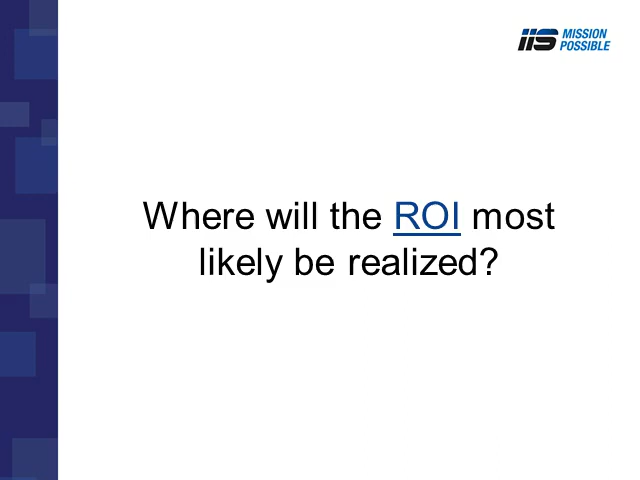 IIS MISSION
POSSIBLE
Where will the ROI most
likely be realized?